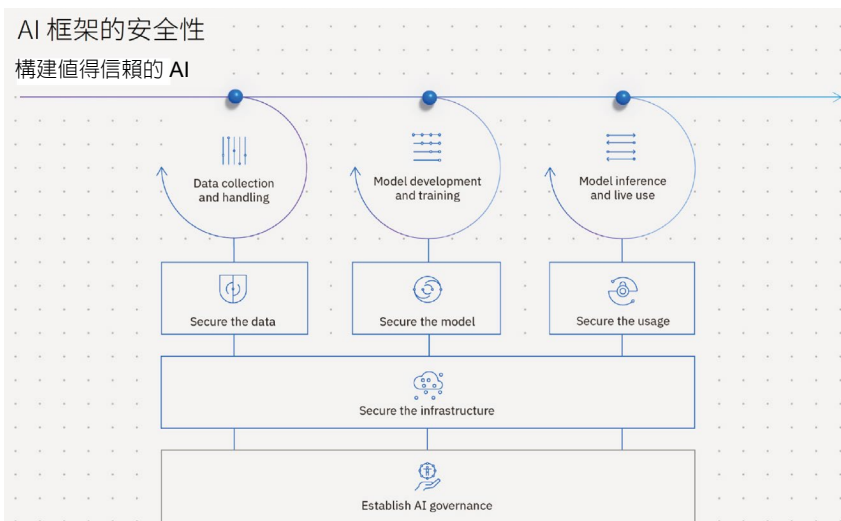 AI 框架的安全性
構建值得信賴的 AI
Data collection
and handling
Model development
and training
Model inference
and live use
Secure the data
Secure the model
Secure the usage
Secure the infrastructure
Establish AI governance